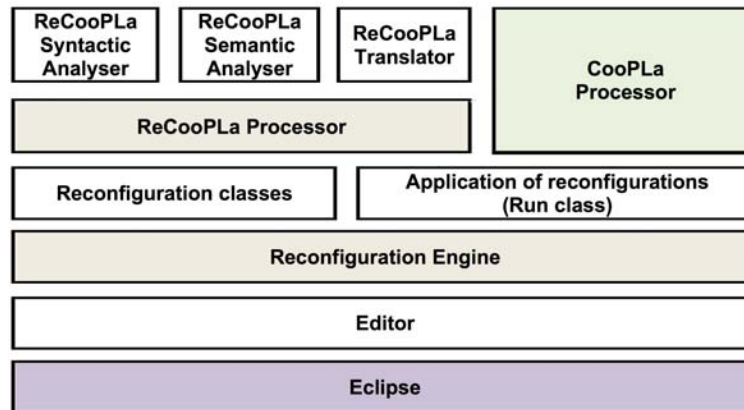 ReCooPLa
Syntactic
Analyser
ReCooPLa
Semantic
Analyser
ReCooPLa
Translator
CooPLa
Processor
ReCooPLa Processor
Reconfiguration classes
Application of reconfigurations
(Run class)
Reconfiguration Engine
Editor
Eclipse